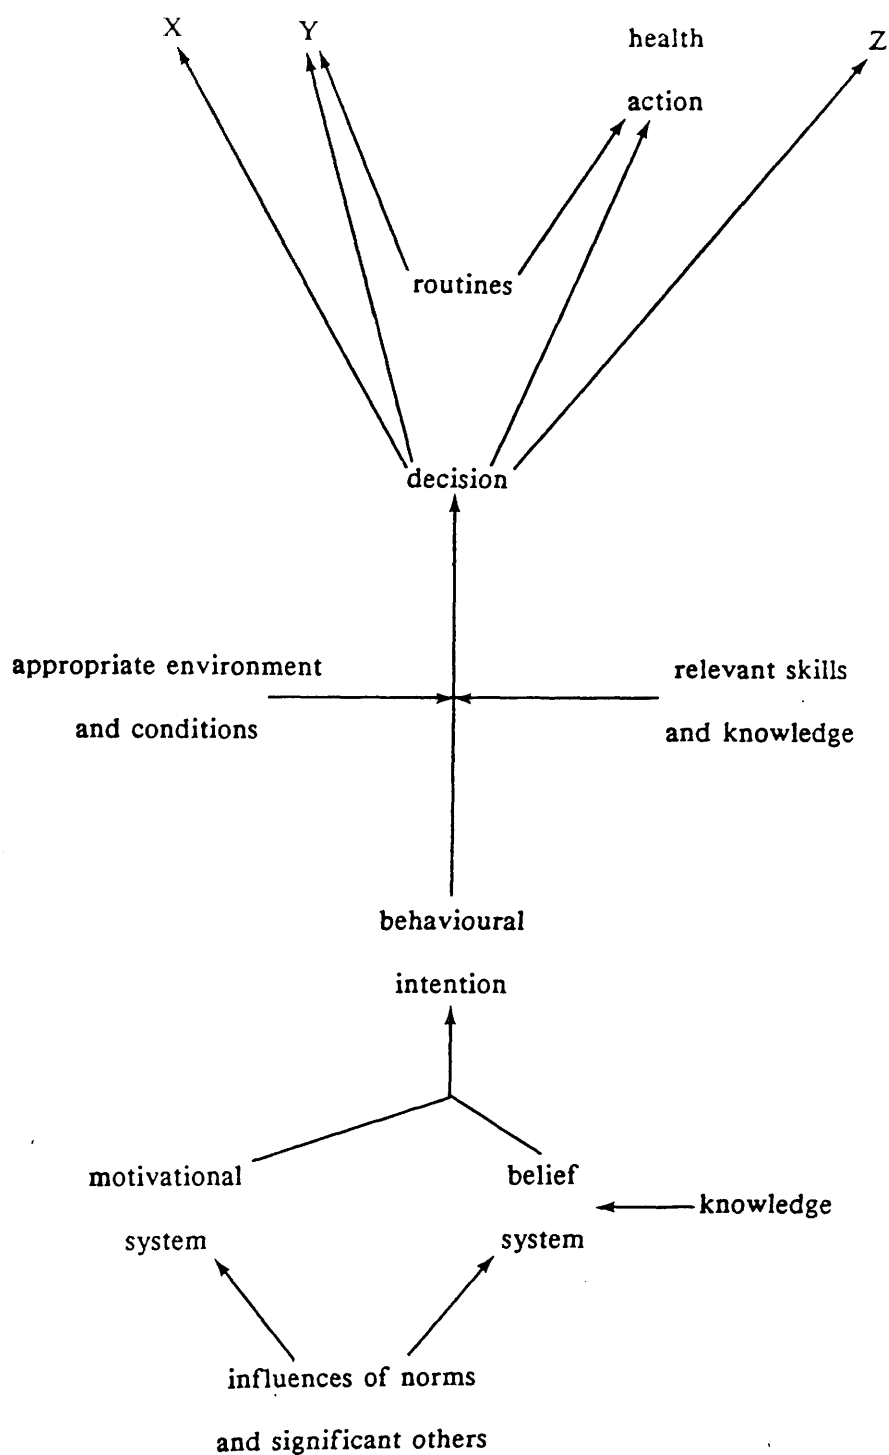 X
Y
health
action
Z
routines
decision
appropriate environment
and conditions
relevant skills
and knowledge
behavioural
intention
motivational
system
belief
system
knowledge
influences of norms
and significant others